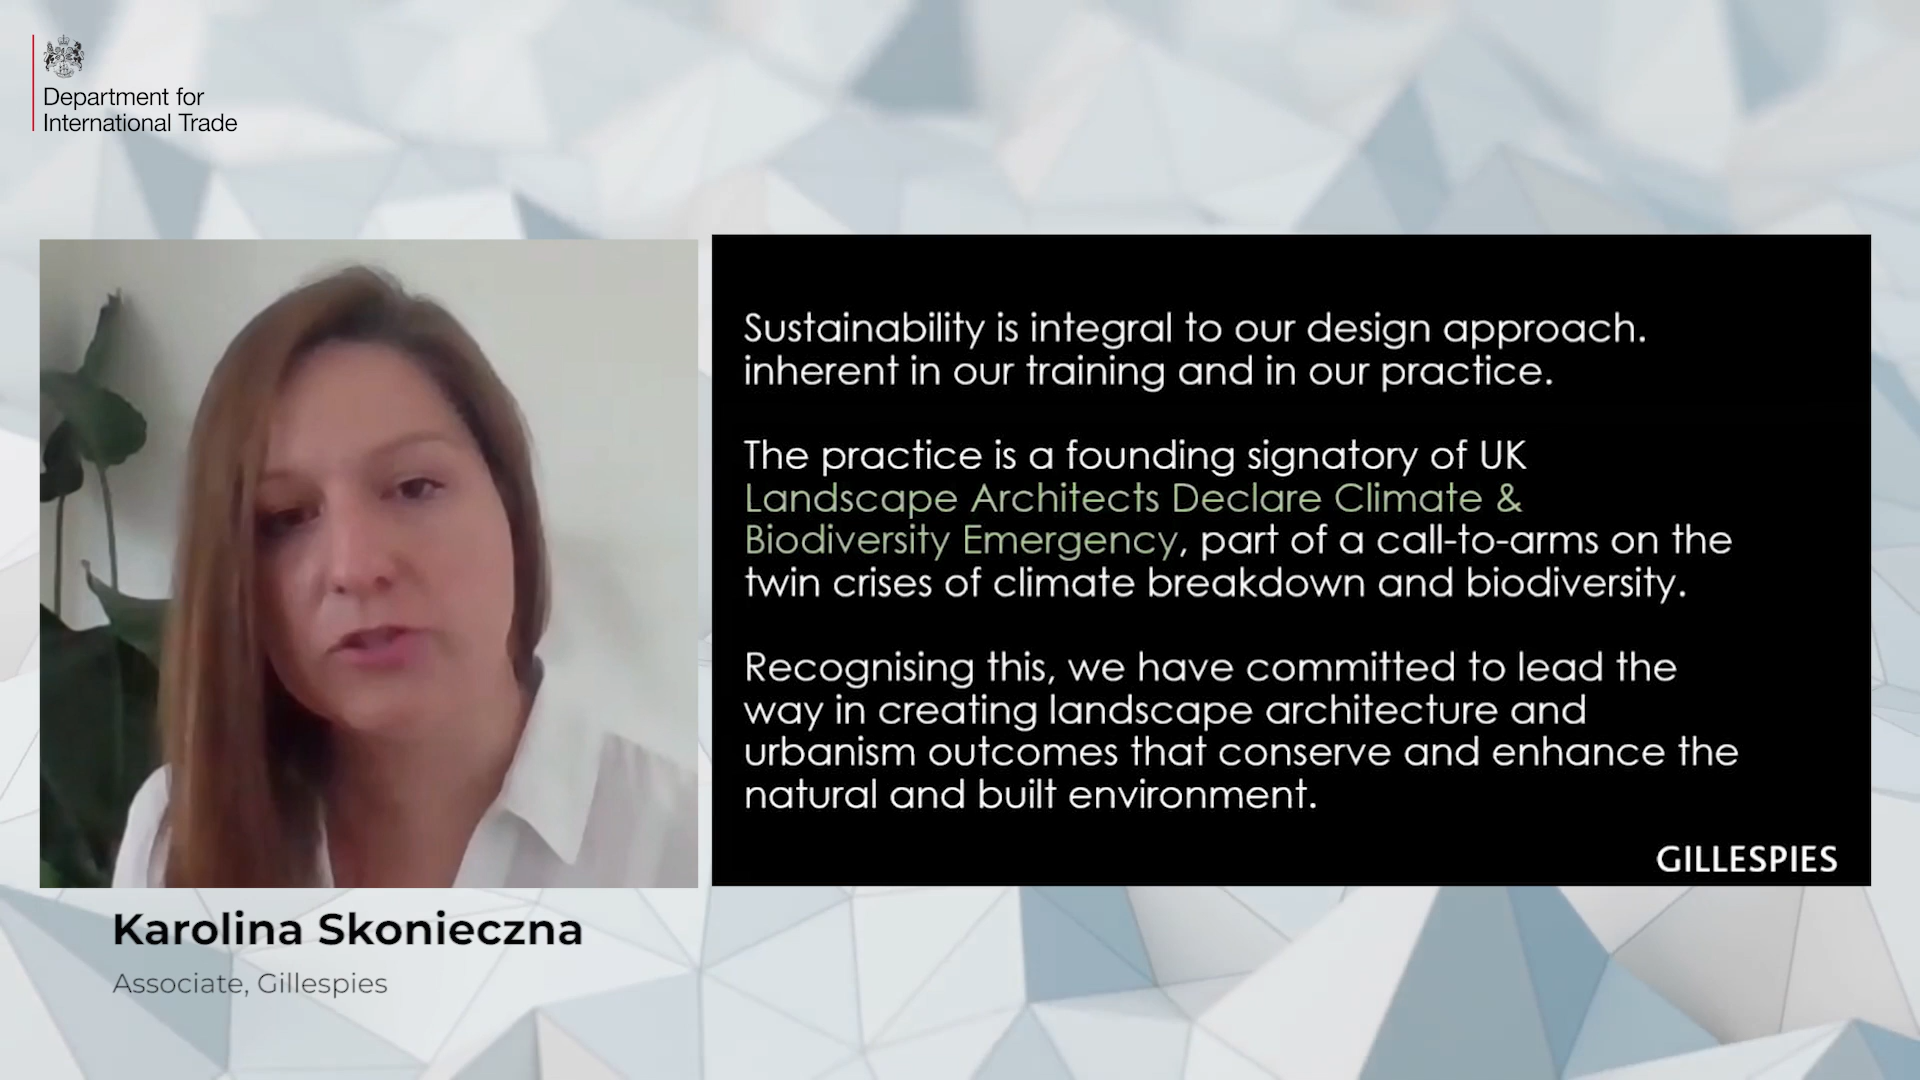 Department for
International Trade
Sustainability is integral to our design approach.
inherent in our training and in our practice.
The practice is a founding signatory of UK
Landscape Architects Declare Climate &
Biodiversity Emergency, part of a call-to-arms on the
twin crises of climate breakdown and biodiversity.
Recognising this, we have committed to lead the
way in creating landscape architecture and
urbanism outcomes that conserve and enhance the
natural and built environment.
GILLESPIES
Karolina Skonieczna
Associate, Gillespies